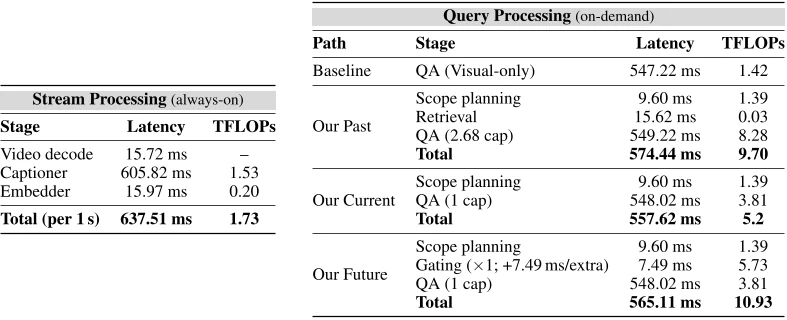 Stream Processing (always-on)
Stage Latency TFLOPs
Video decode 15.72 ms –
Captioner 605.82 ms 1.53
Embedder 15.97 ms 0.20
Total (per 1 s) 637.51 ms 1.73
Query Processing (on-demand)
Path Stage Latency TFLOPs
Baseline QA (Visual-only) 547.22 ms 1.42
Our Past
Scope planning 9.60 ms 1.39
Retrieval 15.62 ms 0.03
QA (2.68 cap) 549.22 ms 8.28
Total 574.44 ms 9.70
Our Current
Scope planning 9.60 ms 1.39
QA (1 cap) 548.02 ms 3.81
Total 557.62 ms 5.2
Our Future
Scope planning 9.60 ms 1.39
Gating (×1; +7.49 ms/extra) 7.49 ms 5.73
QA (1 cap) 548.02 ms 3.81
Total 565.11 ms 10.93